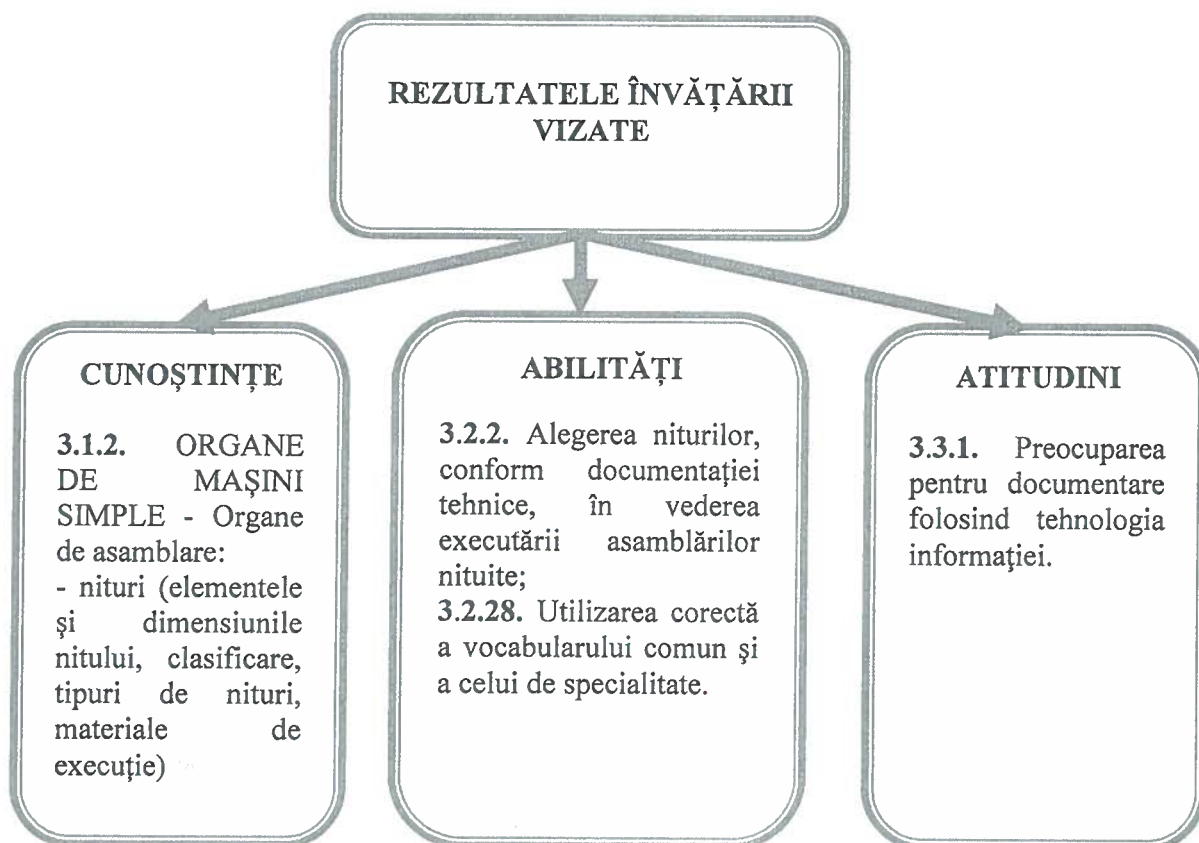 REZULTATELE ÎNVĂȚĂRII
VIZATE
CUNOȘTINȚE
3.1.2. ORGANE
DE MAȘINI
SIMPLE - Organe
de asamblare:
- nituri (elementele
și dimensiunile
nitului, clasificare,
tipuri de nituri,
materiale de
execuție)
ABILITĂȚI
3.2.2. Alegerea niturilor,
conform documentației
tehnice, în vederea
executării asamblărilor
nituite;
3.2.28. Utilizarea corectă
a vocabularului comun și
a celui de specialitate.
ATITUDINI
3.3.1. Preocuparea
pentru documentare
folosind tehnologia
informației.